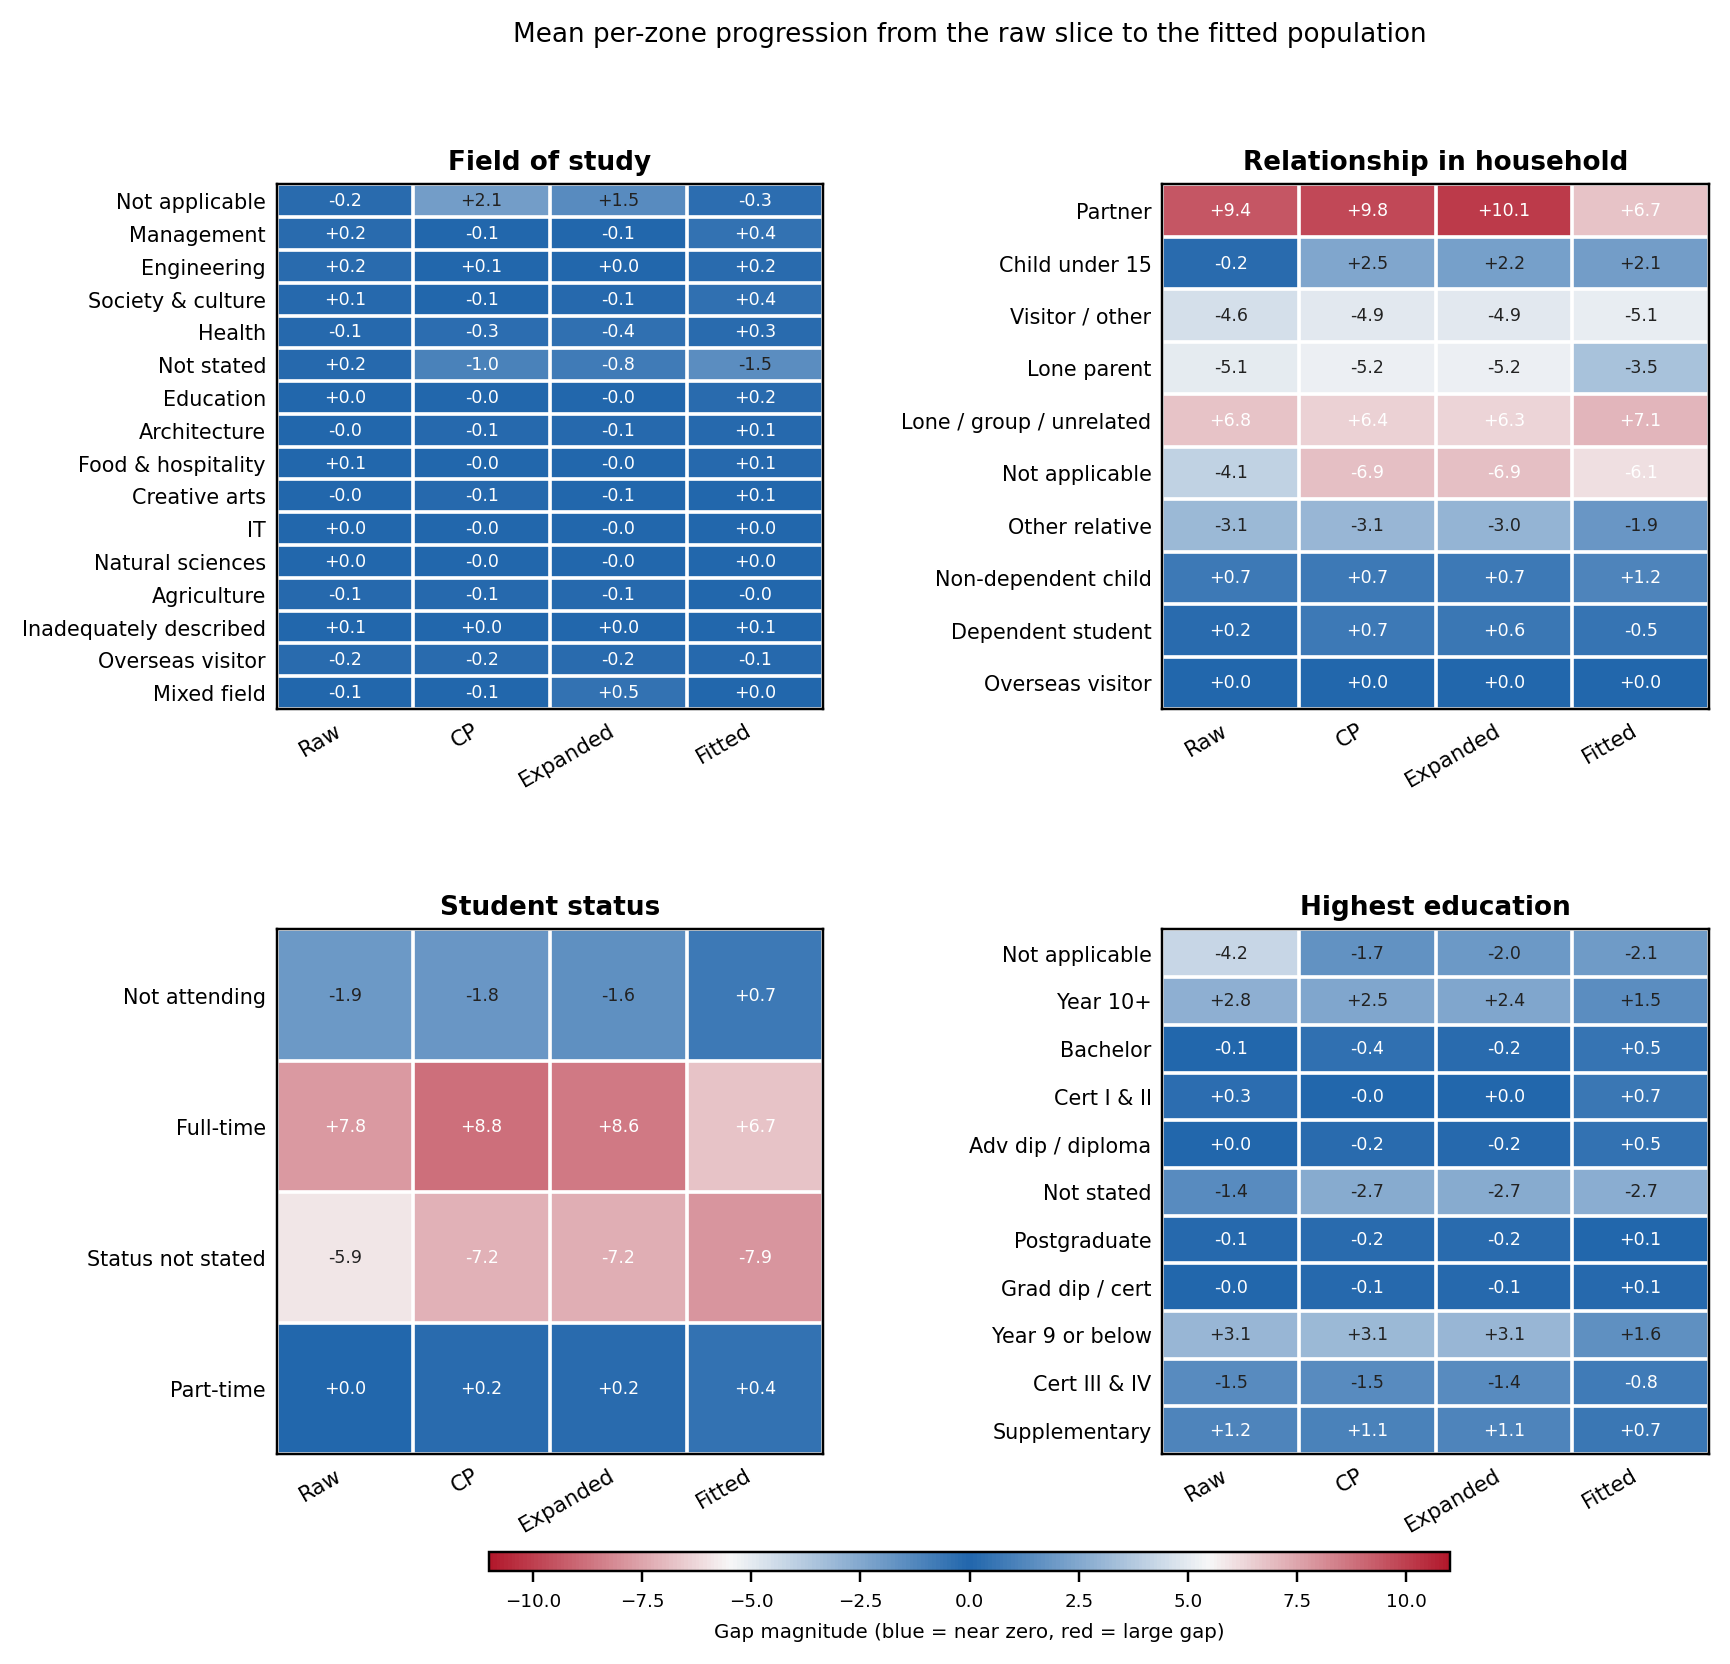 Mean per-zone progression from the raw slice to the fitted population
Field of study
Not applicable -0.2 +2.1 +1.5 -0.3
Management +0.2 -0.1 -0.1 +0.4
Engineering +0.2 +0.1 +0.0 +0.2
Society & culture +0.1 -0.1 -0.1 +0.4
Health -0.1 -0.3 -0.4 +0.3
Not stated +0.2 -1.0 -0.8 -1.5
Education +0.0 -0.0 -0.0 +0.2
Architecture -0.0 -0.1 -0.1 +0.1
Food & hospitality +0.1 -0.0 -0.0 +0.1
Creative arts -0.0 -0.1 -0.1 +0.1
IT +0.0 -0.0 -0.0 +0.0
Natural sciences +0.0 -0.0 -0.0 +0.0
Agriculture -0.1 -0.1 -0.1 -0.0
Inadequately described +0.1 +0.0 +0.0 +0.1
Overseas visitor -0.2 -0.2 -0.2 -0.1
Mixed field -0.1 -0.1 +0.5 +0.0
Raw CP Expanded Fitted
Relationship in household
Partner +9.4 +9.8 +10.1 +6.7
Child under 15 -0.2 +2.5 +2.2 +2.1
Visitor / other -4.6 -4.9 -4.9 -5.1
Lone parent -5.1 -5.2 -5.2 -3.5
Lone / group / unrelated +6.8 +6.4 +6.3 +7.1
Not applicable -4.1 -6.9 -6.9 -6.1
Other relative -3.1 -3.1 -3.0 -1.9
Non-dependent child +0.7 +0.7 +0.7 +1.2
Dependent student +0.2 +0.7 +0.6 -0.5
Overseas visitor +0.0 +0.0 +0.0 +0.0
Raw CP Expanded Fitted
Student status
Not attending -1.9 -1.8 -1.6 +0.7
Full-time +7.8 +8.8 +8.6 +6.7
Status not stated -5.9 -7.2 -7.2 -7.9
Part-time +0.0 +0.2 +0.2 +0.4
Raw CP Expanded Fitted
Highest education
Not applicable -4.2 -1.7 -2.0 -2.1
Year 10+ +2.8 +2.5 +2.4 +1.5
Bachelor -0.1 -0.4 -0.2 +0.5
Cert I & II +0.3 -0.0 +0.0 +0.7
Adv dip / diploma +0.0 -0.2 -0.2 +0.5
Not stated -1.4 -2.7 -2.7 -2.7
Postgraduate -0.1 -0.2 -0.2 +0.1
Grad dip / cert -0.0 -0.1 -0.1 +0.1
Year 9 or below +3.1 +3.1 +3.1 +1.6
Cert III & IV -1.5 -1.5 -1.4 -0.8
Supplementary +1.2 +1.1 +1.1 +0.7
Raw CP Expanded Fitted
−10.0 −7.5 −5.0 −2.5 0.0 2.5 5.0 7.5 10.0
Gap magnitude (blue = near zero, red = large gap)